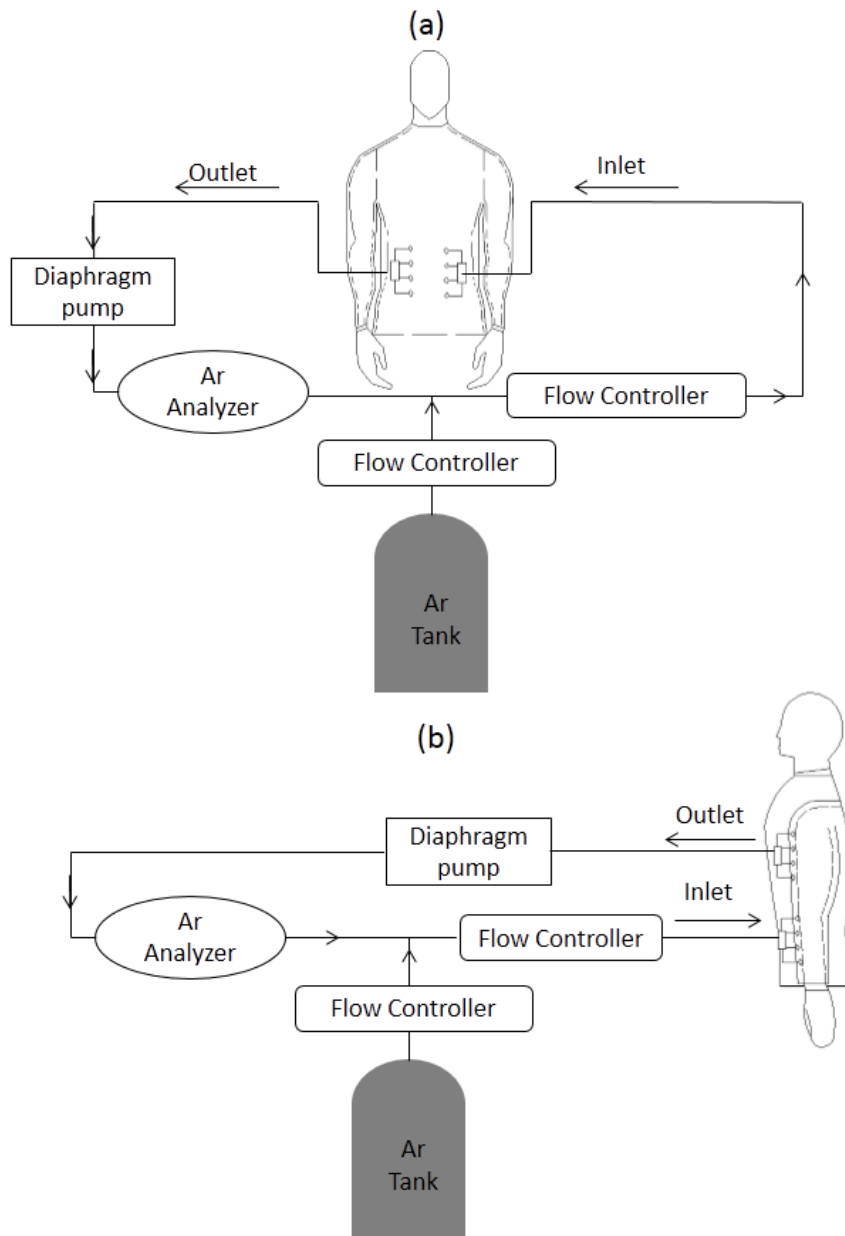 (a)
Outlet
Inlet
Diaphragm
pump
Ar
Analyzer
Flow Controller
Flow Controller
Ar
Tank
(b)
Outlet
Diaphragm
pump
Inlet
Ar
Analyzer
Flow Controller
Flow Controller
Ar
Tank